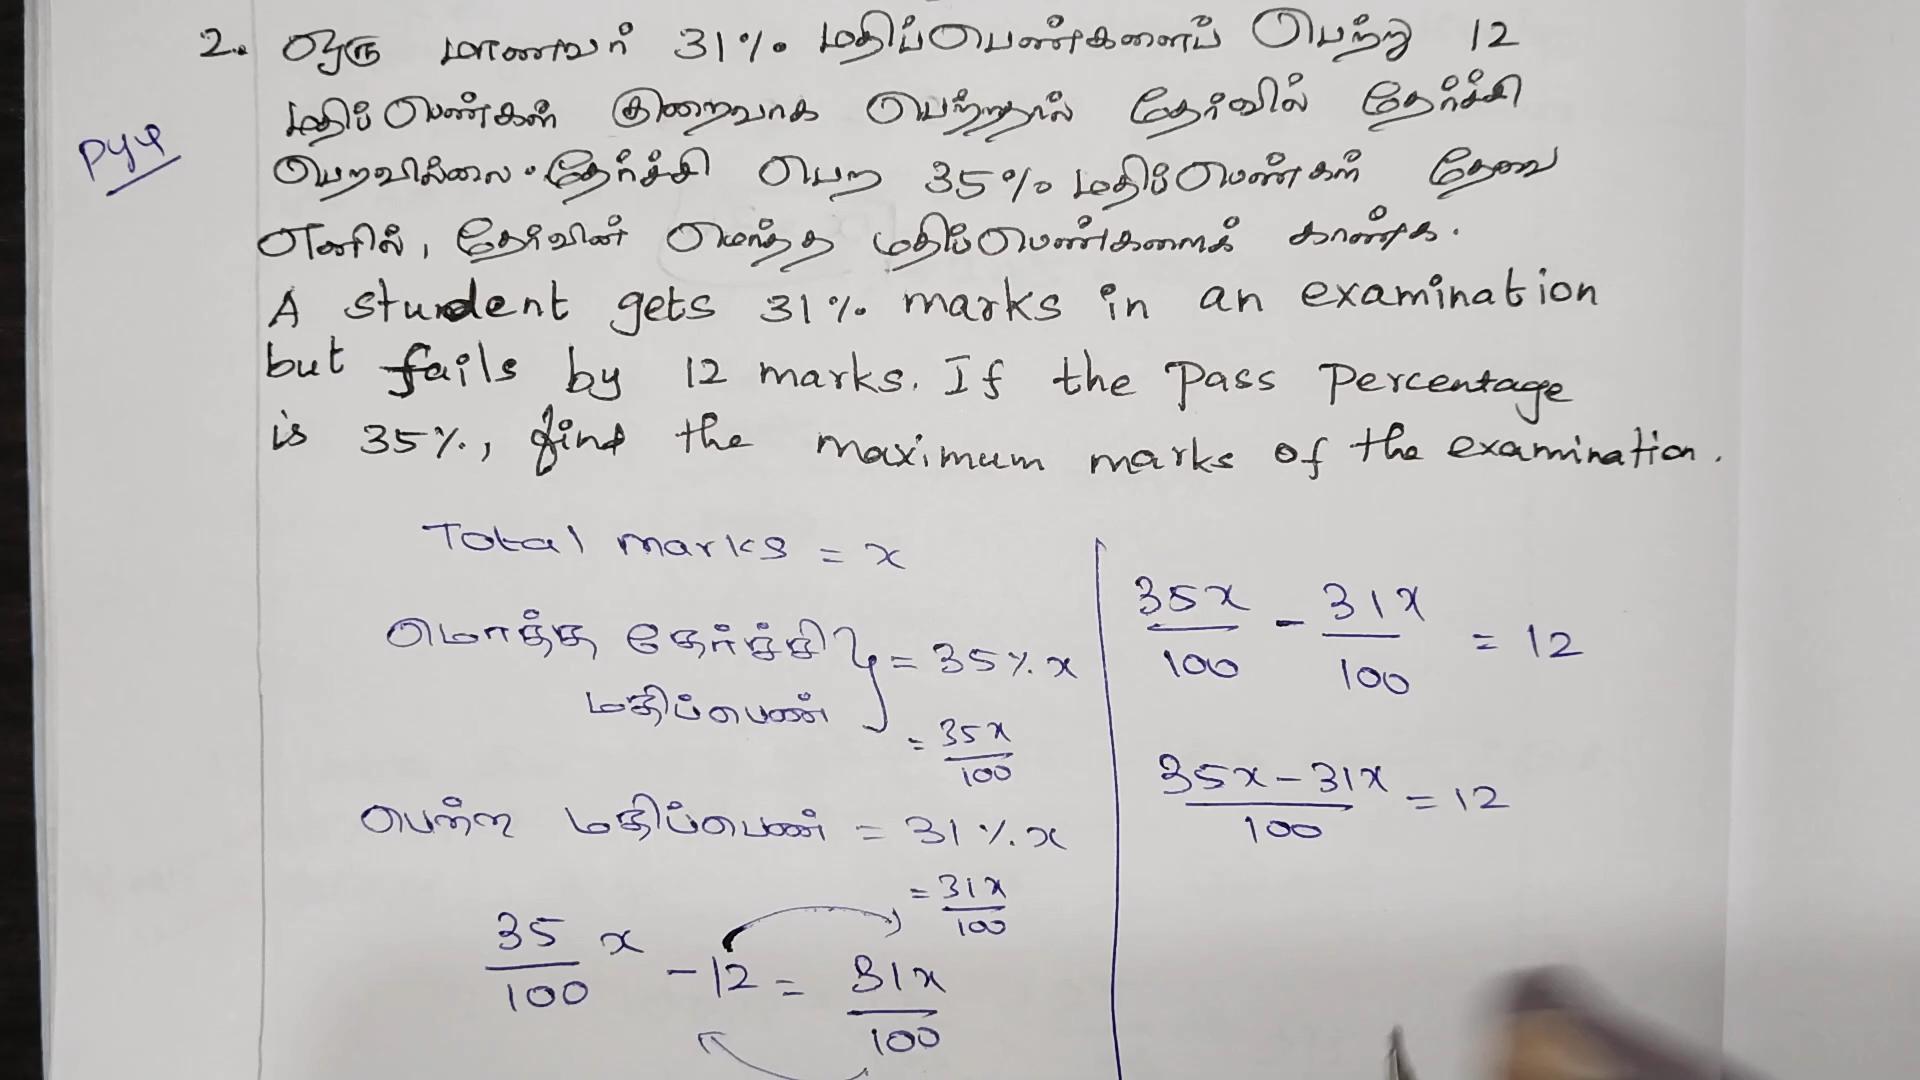 2. ஒரு மாணவர் 31% மதிப்பெண்களைப் பெற்று 12
மதிப்பெண்கள் குறைவாக பெற்றதால் தேர்வில் தேர்ச்சி
PYQ
பெறவில்லை. தேர்ச்சி பெற 35% மதிப்பெண்கள் தேவை
எனில், தேர்வின் மொத்த மதிப்பெண்களைக் காண்க.
A student gets 31% marks in an examination
but fails by 12 marks. If the pass percentage
is 35%, find the maximum marks of the examination.
Total marks = x
மொத்த தேர்ச்சி மதிப்பெண் } = 35% x
= 35x/100
பெற்ற மதிப்பெண் = 31% x
= 31x/100
35/100 x - 12 = 31x/100
35x/100 - 31x/100 = 12
35x - 31x/100 = 12